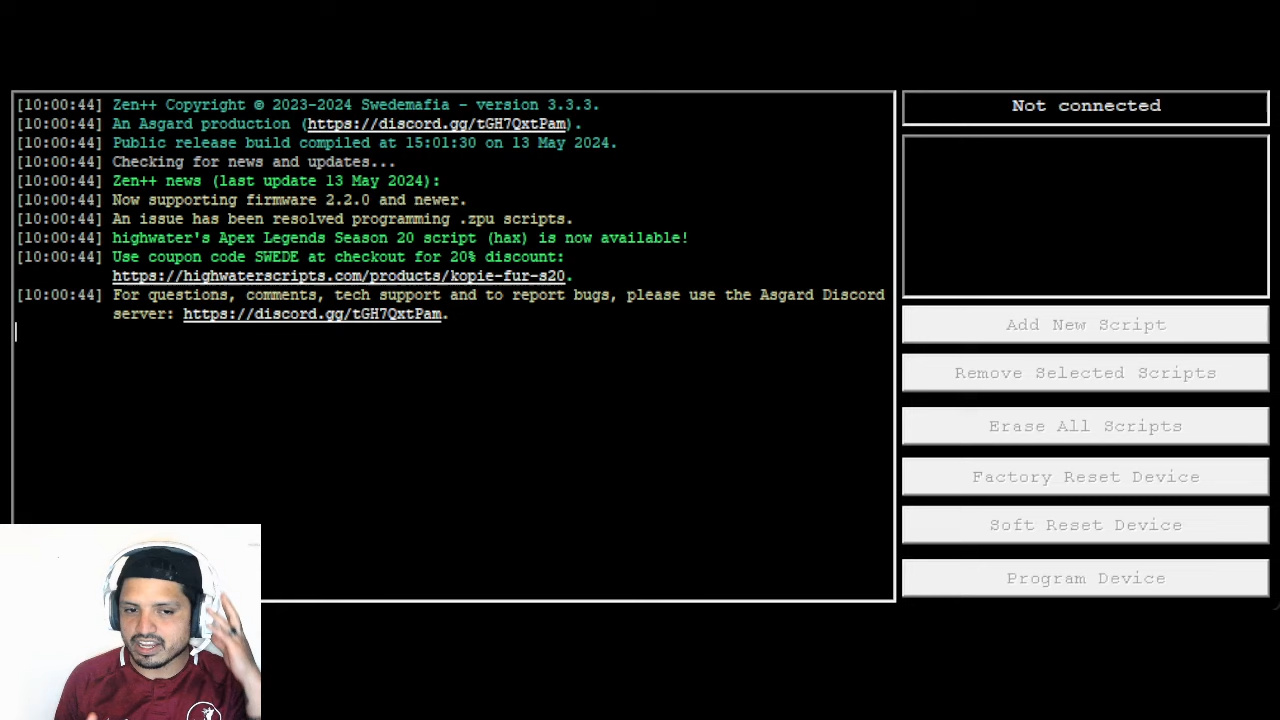 [10:00:44] Zen++ Copyright © 2023-2024 Swedemafia - version 3.3.3.
[10:00:44] An Asgard production (https://discord.gg/tGH7QxtPam).
[10:00:44] Public release build compiled at 15:01:30 on 13 May 2024.
[10:00:44] Checking for news and updates...
[10:00:44] Zen++ news (last update 13 May 2024):
[10:00:44] Now supporting firmware 2.2.0 and newer.
[10:00:44] An issue has been resolved programming .zpu scripts.
[10:00:44] highwater's Apex Legends Season 20 script (hax) is now available!
[10:00:44] Use coupon code SWEDE at checkout for 20% discount:
https://highwaterscripts.com/products/kopie-fur-s20.
[10:00:44] For questions, comments, tech support and to report bugs, please use the Asgard Discord
server: https://discord.gg/tGH7QxtPam.
Not connected
Add New Script
Remove Selected Scripts
Erase All Scripts
Factory Reset Device
Soft Reset Device
Program Device